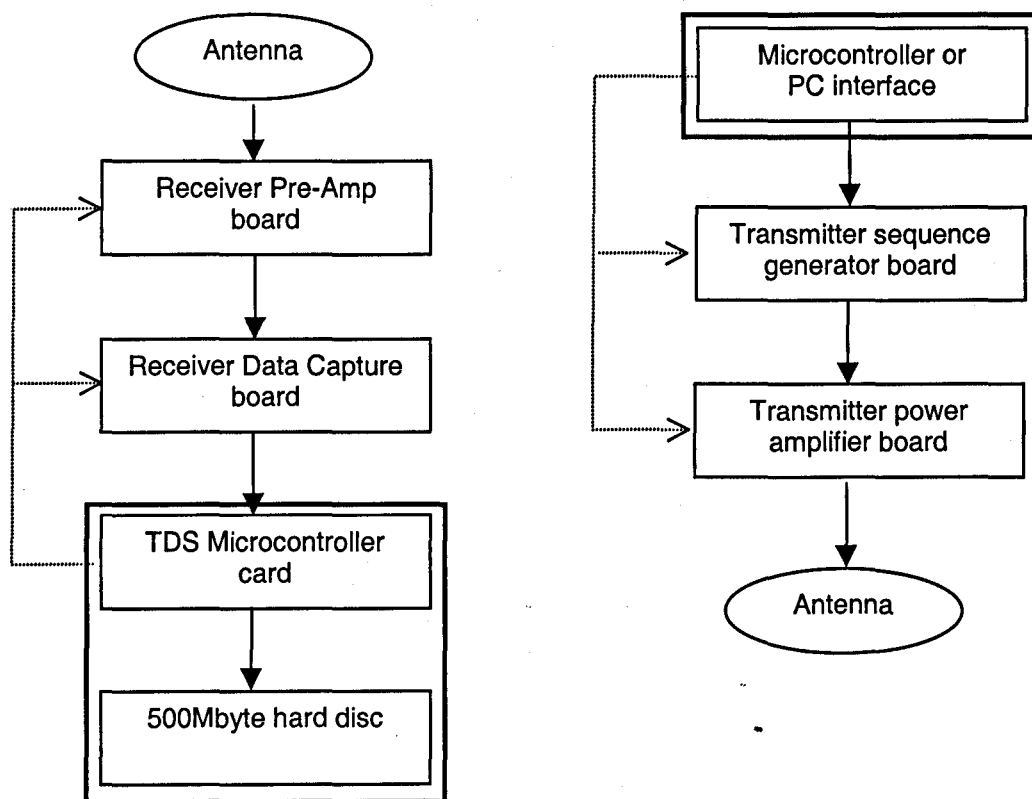 Antenna
Receiver Pre-Amp
board
Receiver Data Capture
board
TDS Microcontroller
card
500Mbyte hard disc
Microcontroller or
PC interface
Transmitter sequence
generator board
Transmitter power
amplifier board
Antenna